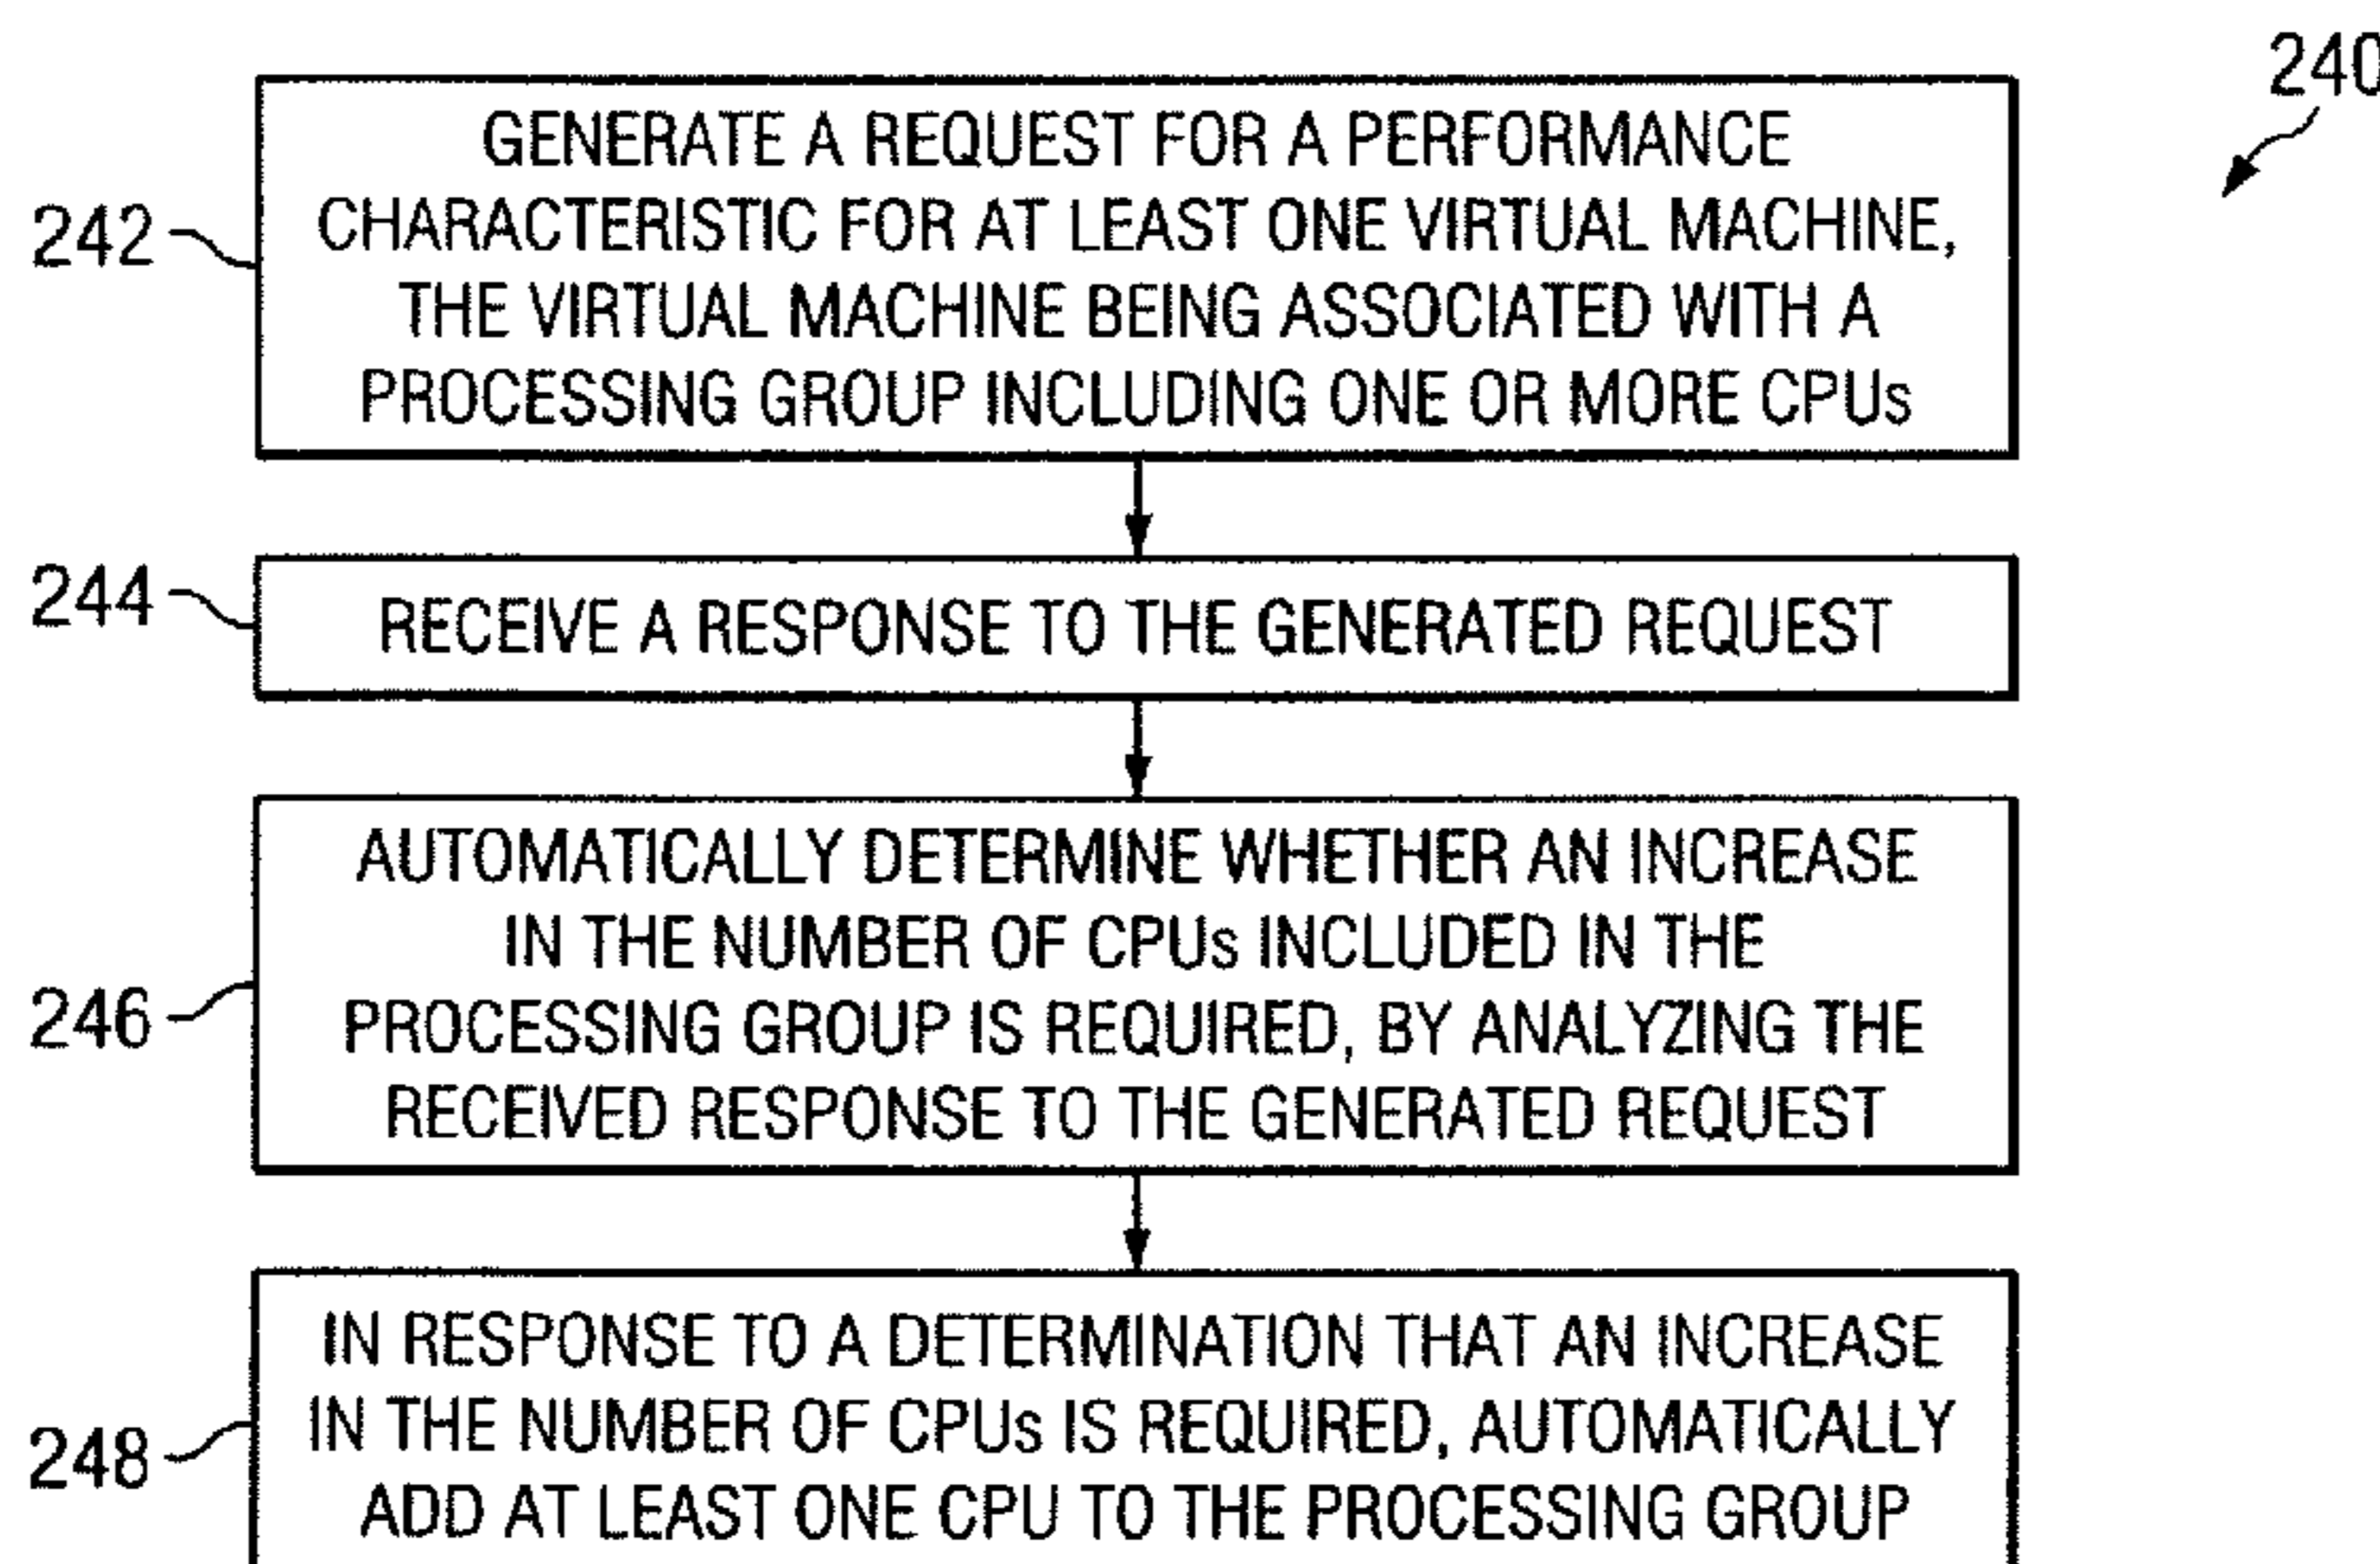 240
GENERATE A REQUEST FOR A PERFORMANCE
CHARACTERISTIC FOR AT LEAST ONE VIRTUAL MACHINE,
THE VIRTUAL MACHINE BEING ASSOCIATED WITH A
PROCESSING GROUP INCLUDING ONE OR MORE CPUs
242
244
RECEIVE A RESPONSE TO THE GENERATED REQUEST
AUTOMATICALLY DETERMINE WHETHER AN INCREASE
IN THE NUMBER OF CPUs INCLUDED IN THE
PROCESSING GROUP IS REQUIRED, BY ANALYZING THE
RECEIVED RESPONSE TO THE GENERATED REQUEST
246
IN RESPONSE TO A DETERMINATION THAT AN INCREASE
IN THE NUMBER OF CPUs IS REQUIRED, AUTOMATICALLY
ADD AT LEAST ONE CPU TO THE PROCESSING GROUP
248